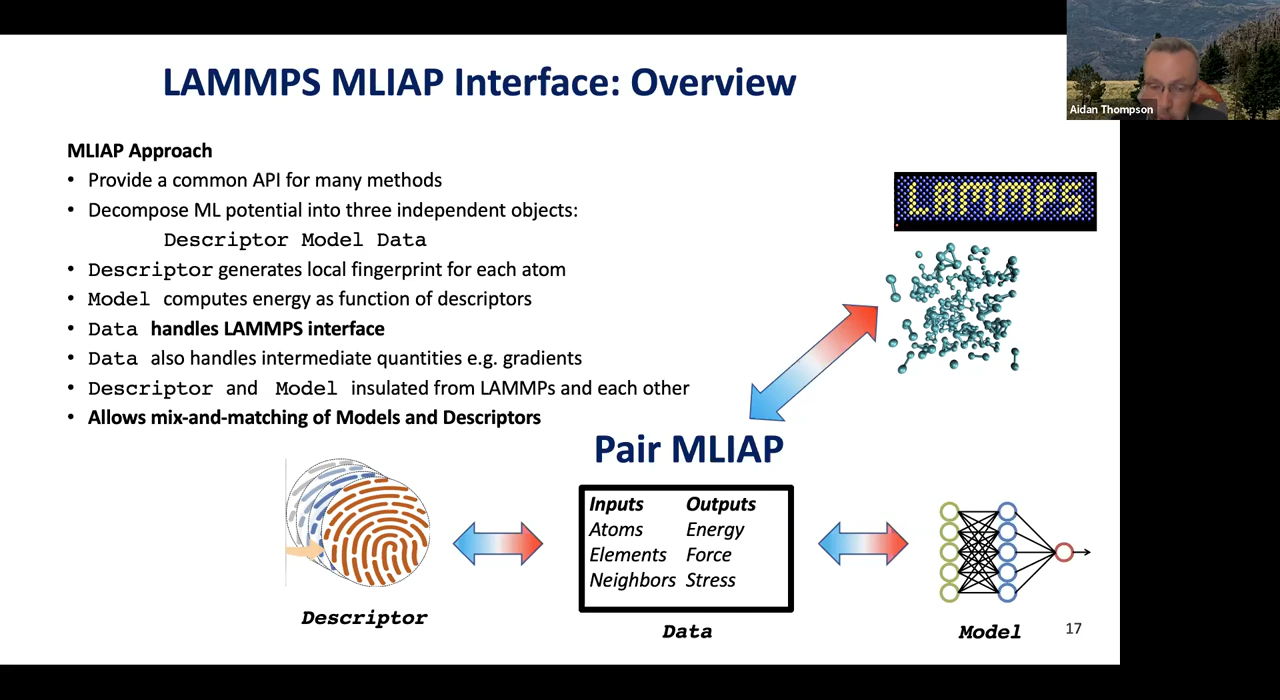 LAMMPS MLIAP Interface: Overview
Aidan Thompson
MLIAP Approach
• Provide a common API for many methods
• Decompose ML potential into three independent objects:
Descriptor Model Data
• Descriptor generates local fingerprint for each atom
• Model computes energy as function of descriptors
• Data handles LAMMPS interface
• Data also handles intermediate quantities e.g. gradients
• Descriptor and Model insulated from LAMMPs and each other
• Allows mix-and-matching of Models and Descriptors
LAMMPS
Pair MLIAP
Inputs Outputs
Atoms Energy
Elements Force
Neighbors Stress
Descriptor
Data
Model
17